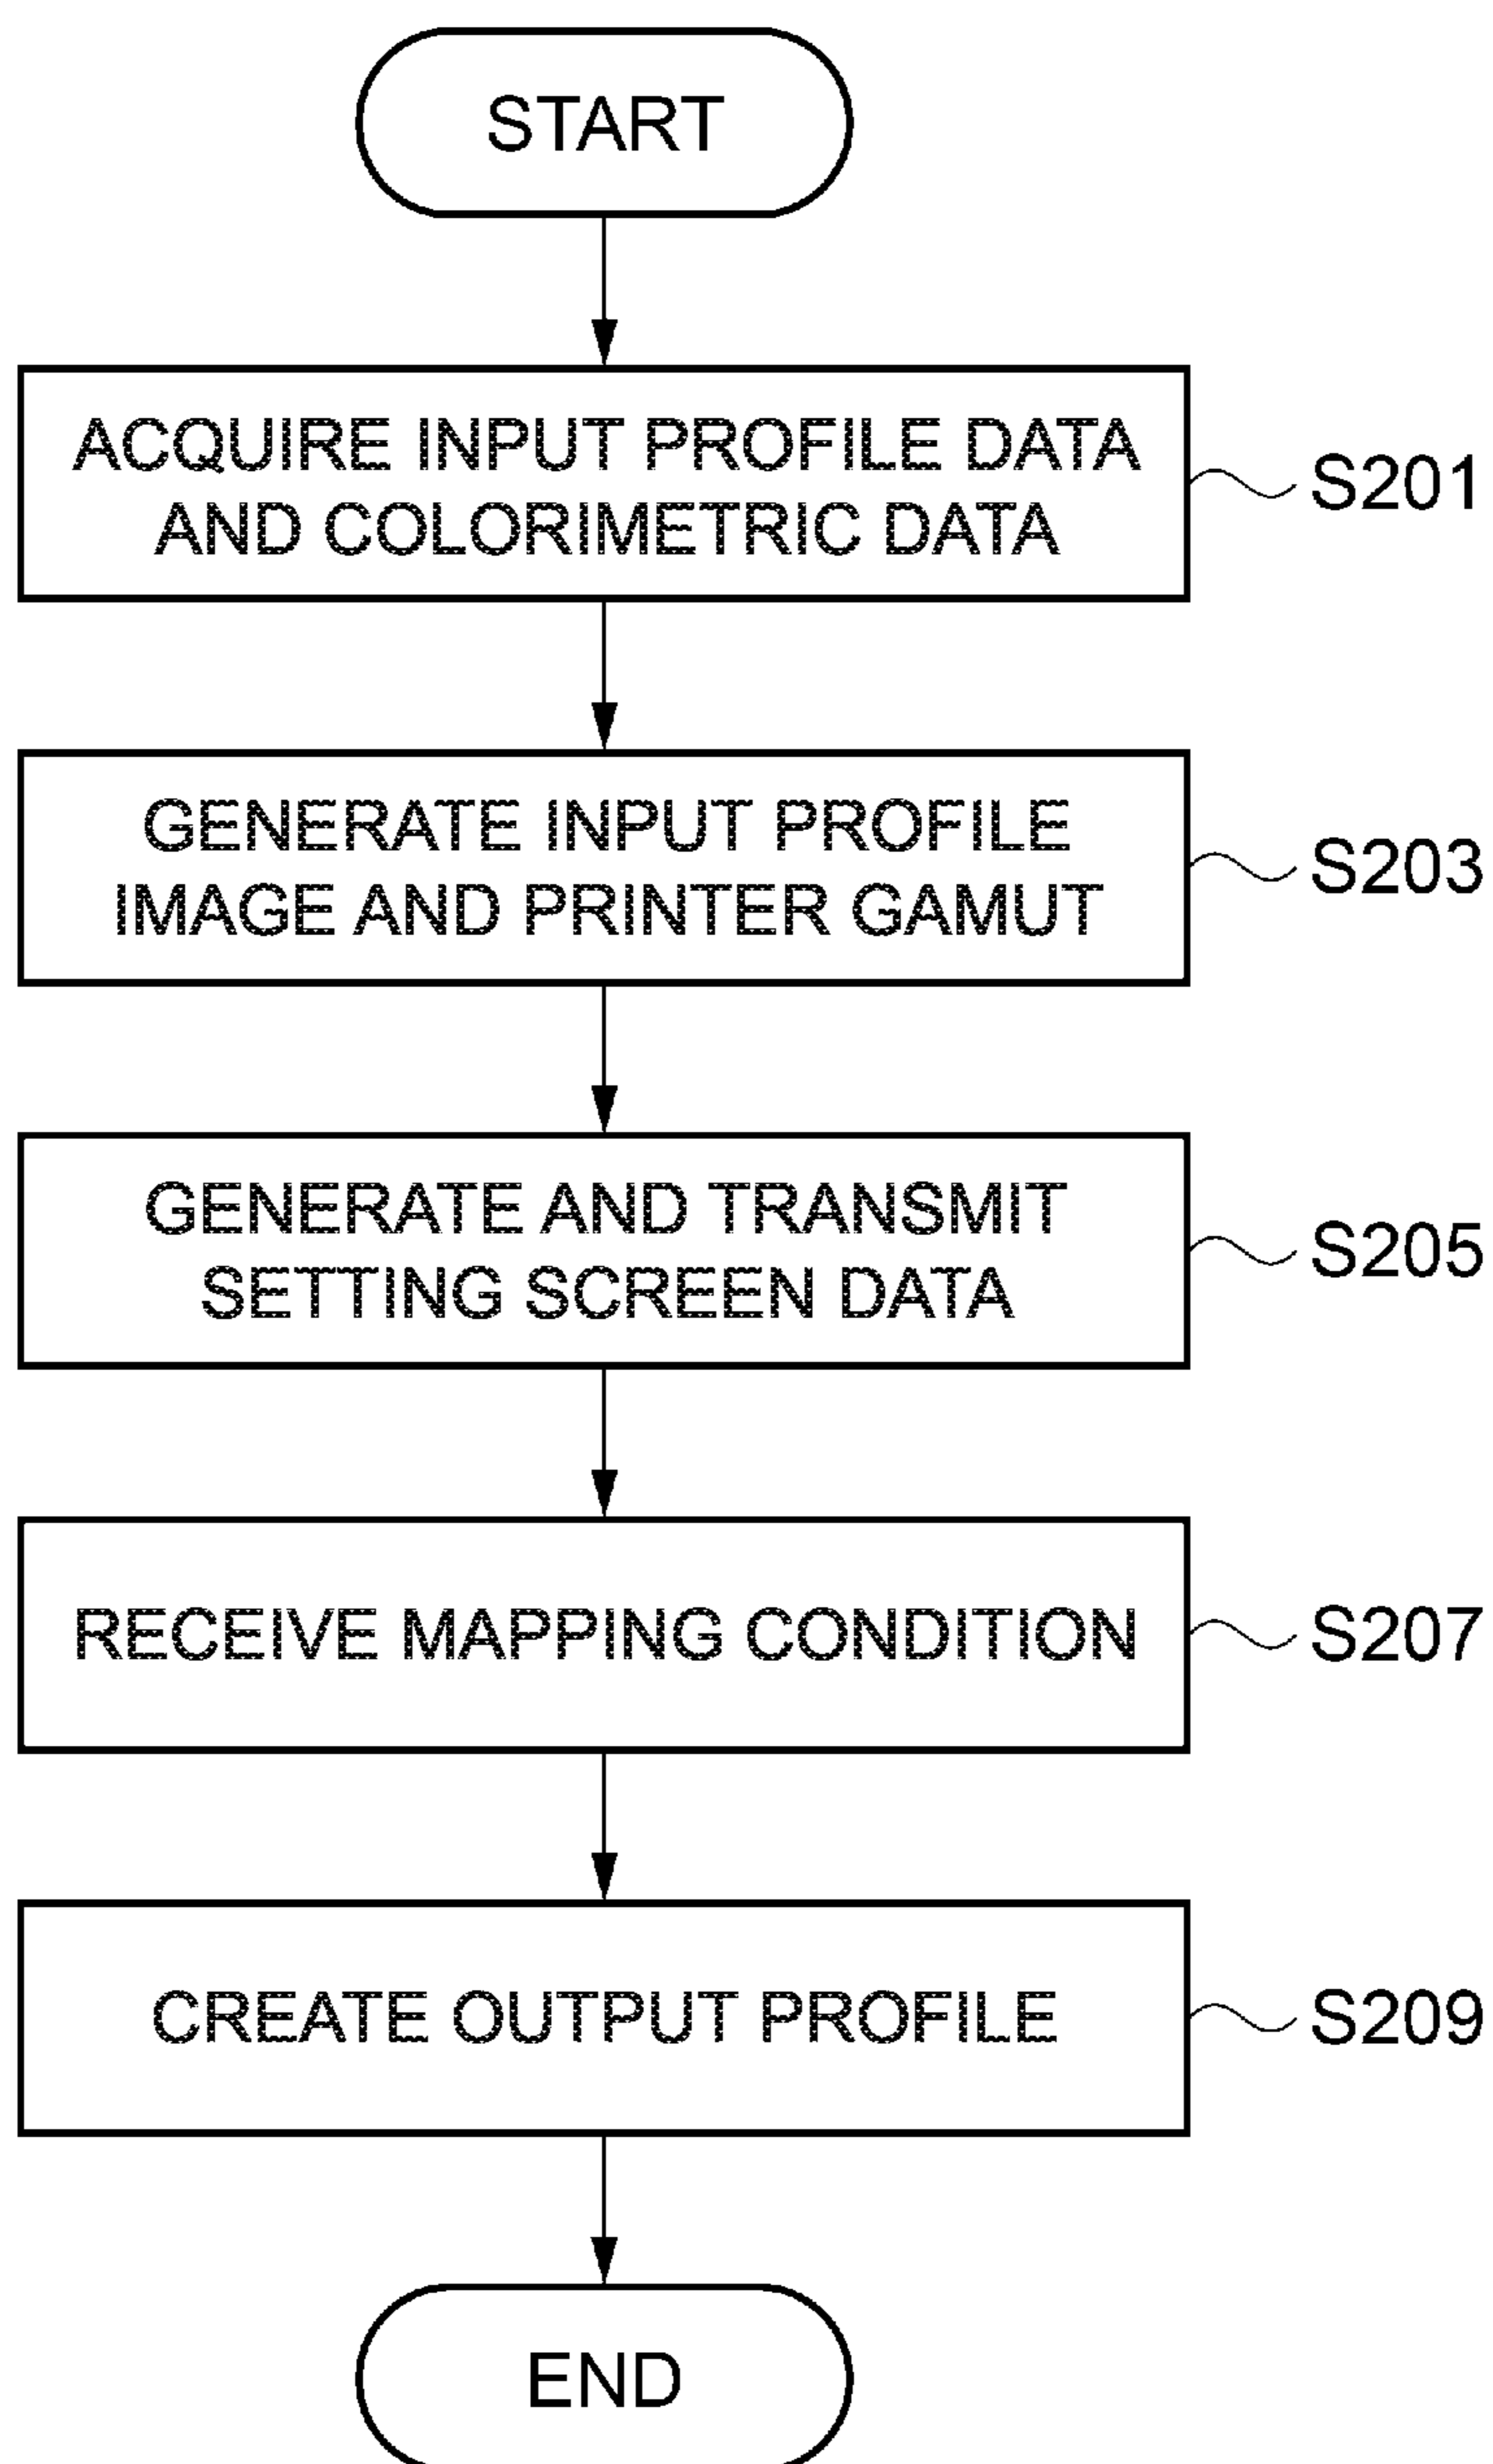 START
ACQUIRE INPUT PROFILE DATA
AND COLORIMETRIC DATA
S201
GENERATE INPUT PROFILE
IMAGE AND PRINTER GAMUT
S203
GENERATE AND TRANSMIT
SETTING SCREEN DATA
S205
RECEIVE MAPPING CONDITION
S207
CREATE OUTPUT PROFILE
S209
END